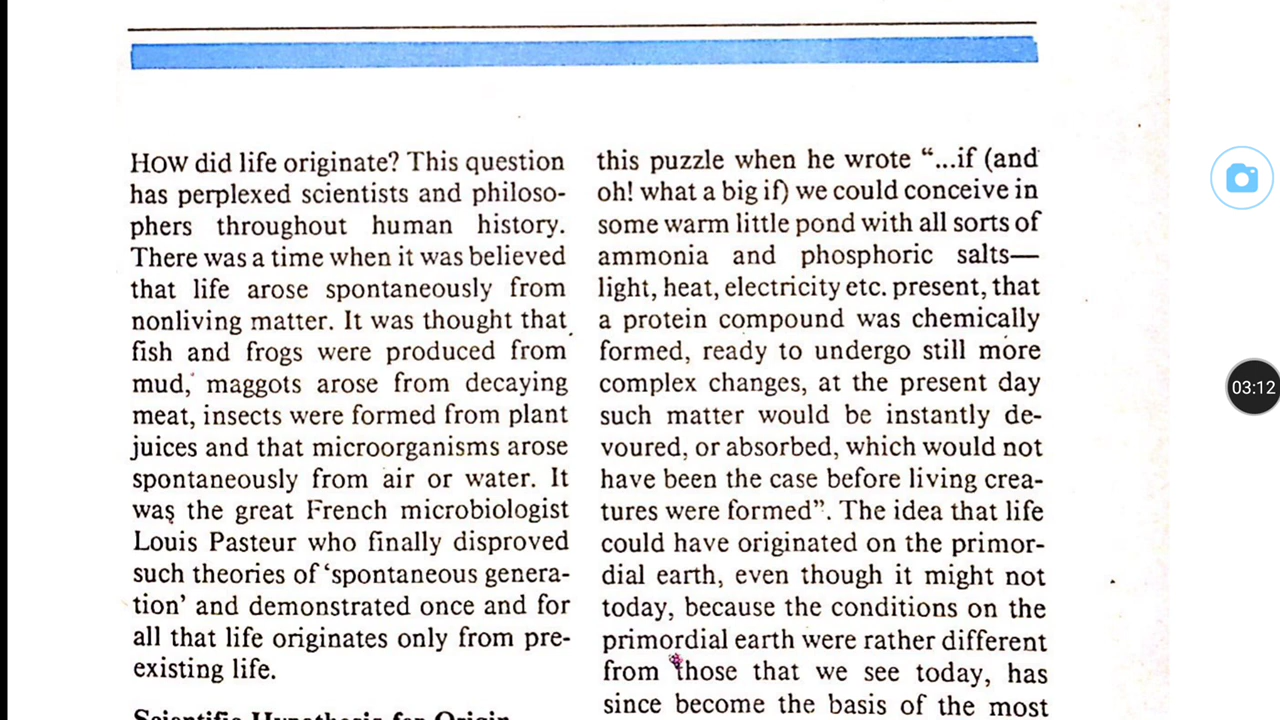 HOW did life originate? This question
has perplexed scientists and philoso-
phers throughout human history.
There was a time when it was believed
that life arose spontaneously from
nonliving matter. It was thought that
fish and frogs were produced from
mud, maggots arose from decaying
meat, insects were formed from plant
juices and that microorganisms arose
spontaneously from air or water. It
was the great French microbiologist
Louis Pasteur who finally disproved
such theories of ‘spontaneous genera-
tion’ and demonstrated once and for
all that life originates only from pre-
existing life.
Scientific Hypothesis for Origin
this puzzle when he wrote “...if (and
oh! what a big if) we could conceive in
some warm little pond with all sorts of
ammonia and phosphoric salts—
light, heat, electricity etc. present, that
a protein compound was chemically
formed, ready to undergo still more
complex changes, at the present day
such matter would be instantly de-
voured, or absorbed, which would not
have been the case before living crea-
tures were formed”. The idea that life
could have originated on the primor-
dial earth, even though it might not
today, because the conditions on the
primordial earth were rather different
from those that we see today, has
since become the basis of the most
03:12